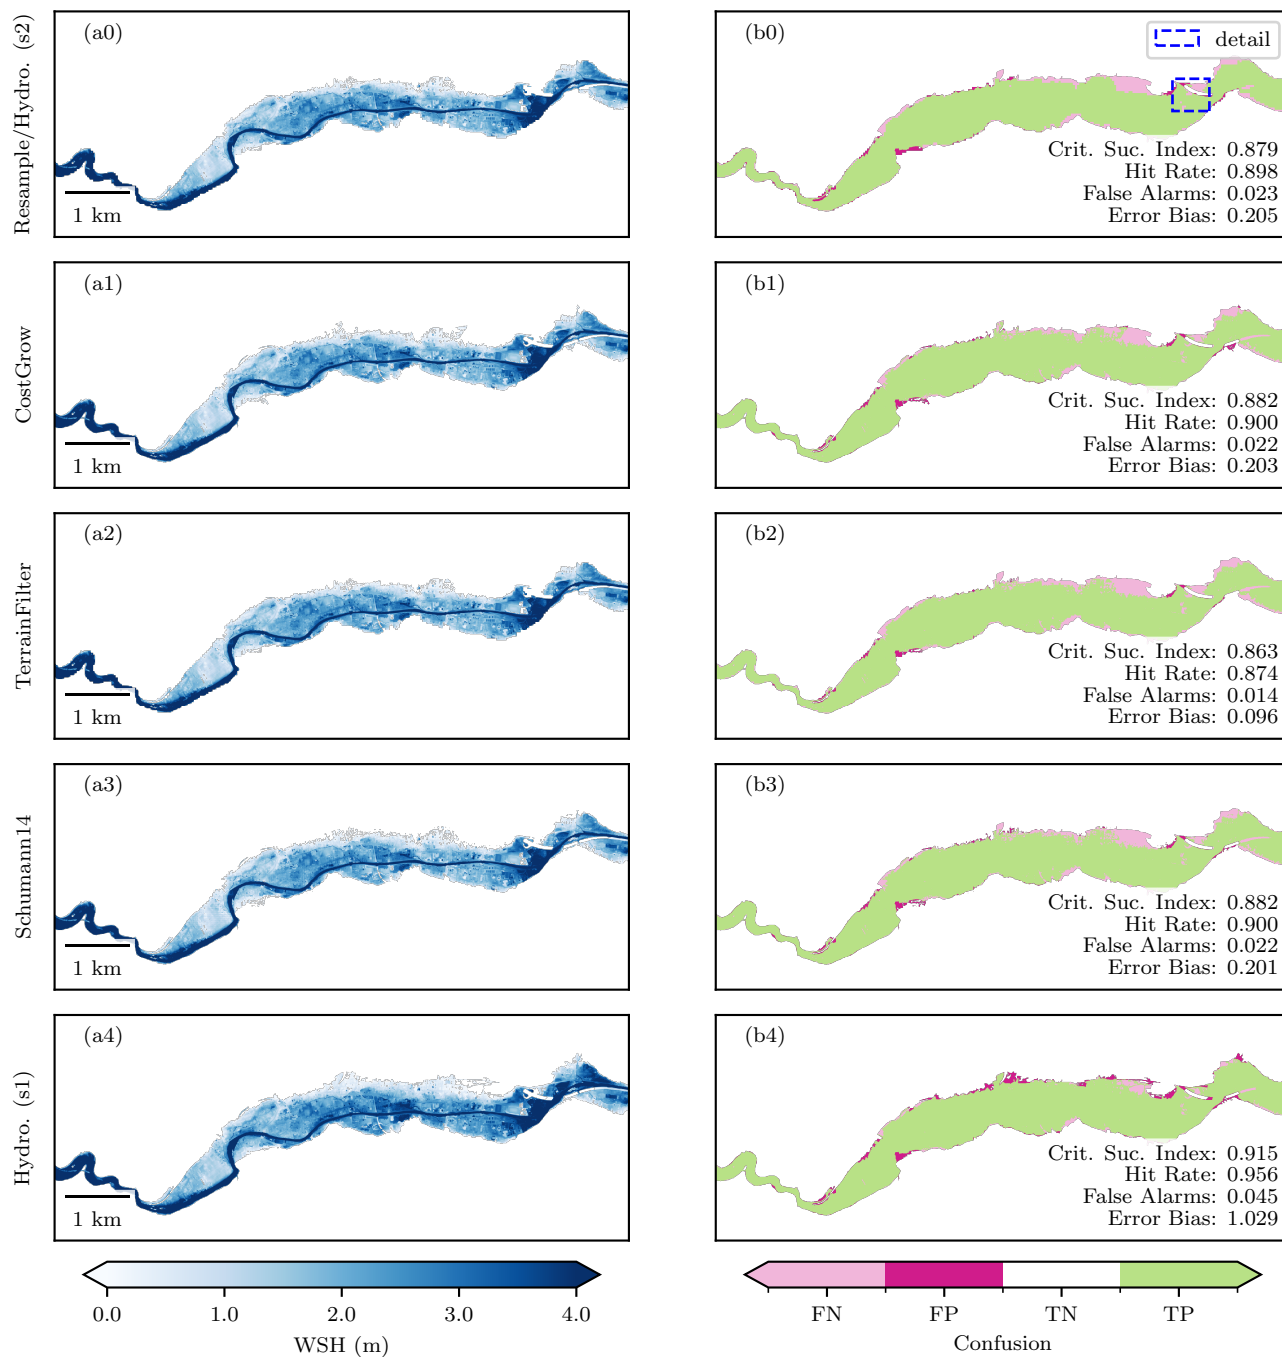 Resample/Hydro. (s2)
(a0)
1 km
(b0)
detail
Crit. Suc. Index: 0.879
Hit Rate: 0.898
False Alarms: 0.023
Error Bias: 0.205
CostGrow
(a1)
1 km
(b1)
Crit. Suc. Index: 0.882
Hit Rate: 0.900
False Alarms: 0.022
Error Bias: 0.203
TerrainFilter
(a2)
1 km
(b2)
Crit. Suc. Index: 0.863
Hit Rate: 0.874
False Alarms: 0.014
Error Bias: 0.096
Schumann14
(a3)
1 km
(b3)
Crit. Suc. Index: 0.882
Hit Rate: 0.900
False Alarms: 0.022
Error Bias: 0.201
Hydro. (s1)
(a4)
1 km
(b4)
Crit. Suc. Index: 0.915
Hit Rate: 0.956
False Alarms: 0.045
Error Bias: 1.029
0.0 1.0 2.0 3.0 4.0
WSH (m)
FN FP TN TP
Confusion